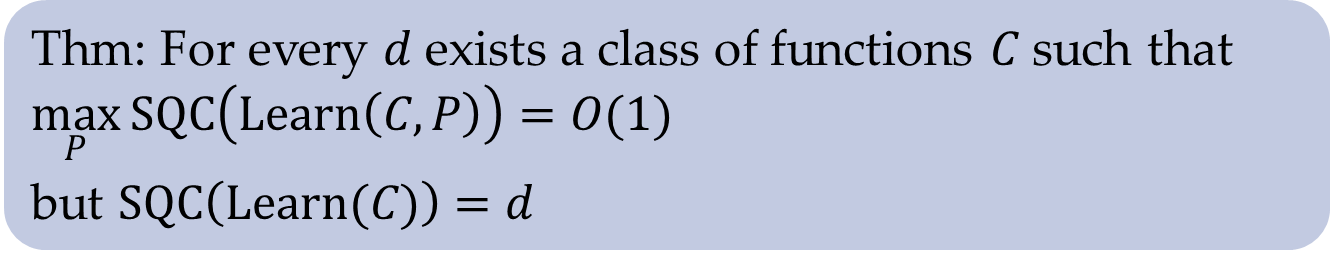 Thm: For every d exists a class of functions C such that
max SQC(Learn(C, P)) = O(1)
P
but SQC(Learn(C)) = d